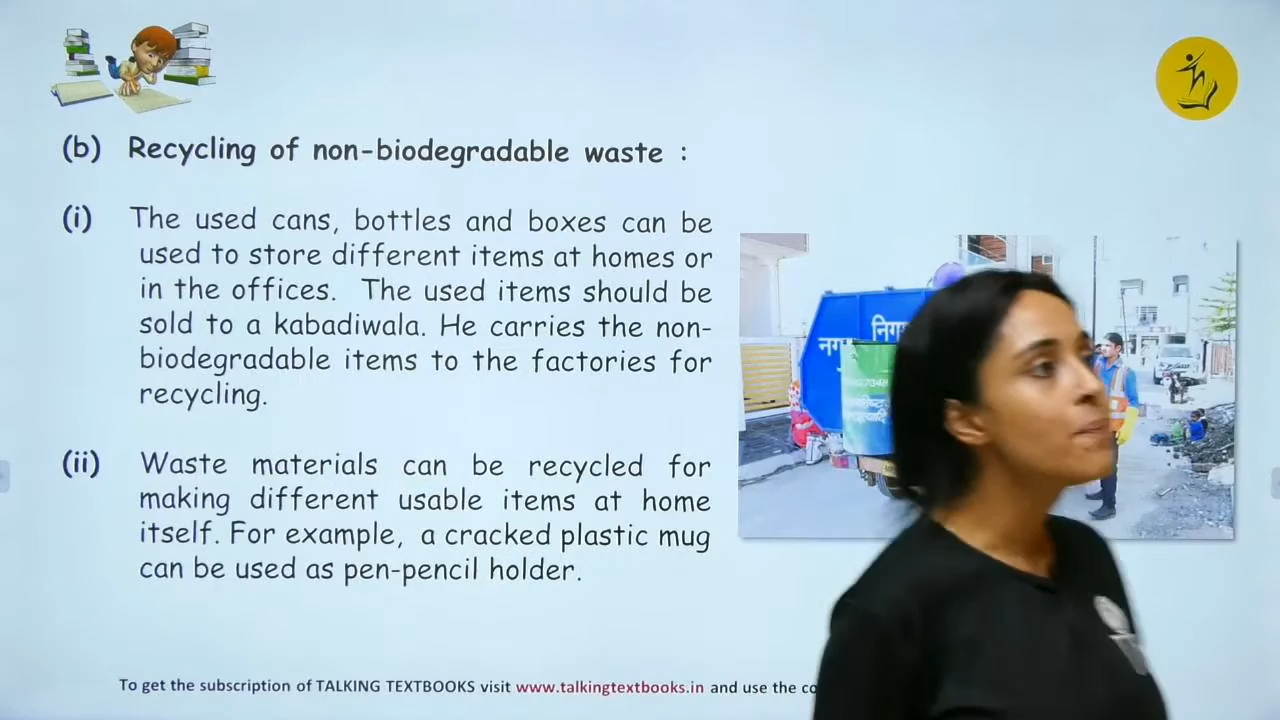 (b) Recycling of non-biodegradable waste :
(i) The used cans, bottles and boxes can be
used to store different items at homes or
in the offices. The used items should be
sold to a kabadiwala. He carries the non-
biodegradable items to the factories for
recycling.
(ii) Waste materials can be recycled for
making different usable items at home
itself. For example, a cracked plastic mug
can be used as pen-pencil holder.
To get the subscription of TALKING TEXTBOOKS visit www.talkingtextbooks.in and use the